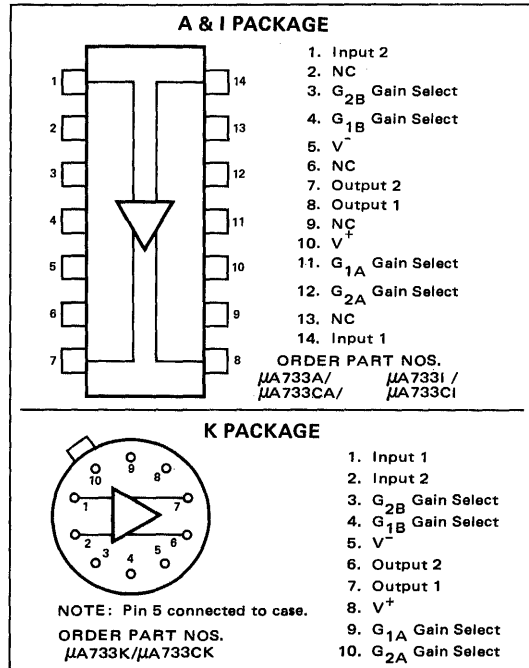 A & I PACKAGE
1
2
3
4
5
6
7
14
13
12
11
10
9
8
1. Input 2
2. NC
3. G2B Gain Select
4. G1B Gain Select
5. V-
6. NC
7. Output 2
8. Output 1
9. NC
10. V+
11. G1A Gain Select
12. G2A Gain Select
13. NC
14. Input 1
ORDER PART NOS.
μA733A/ μA733I /
μA733CA/ μA733CI
K PACKAGE
10
9
8
1
7
2
6
3
4
5
NOTE: Pin 5 connected to case.
ORDER PART NOS.
μA733K/μA733CK
1. Input 1
2. Input 2
3. G2B Gain Select
4. G1B Gain Select
5. V-
6. Output 2
7. Output 1
8. V+
9. G1A Gain Select
10. G2A Gain Select